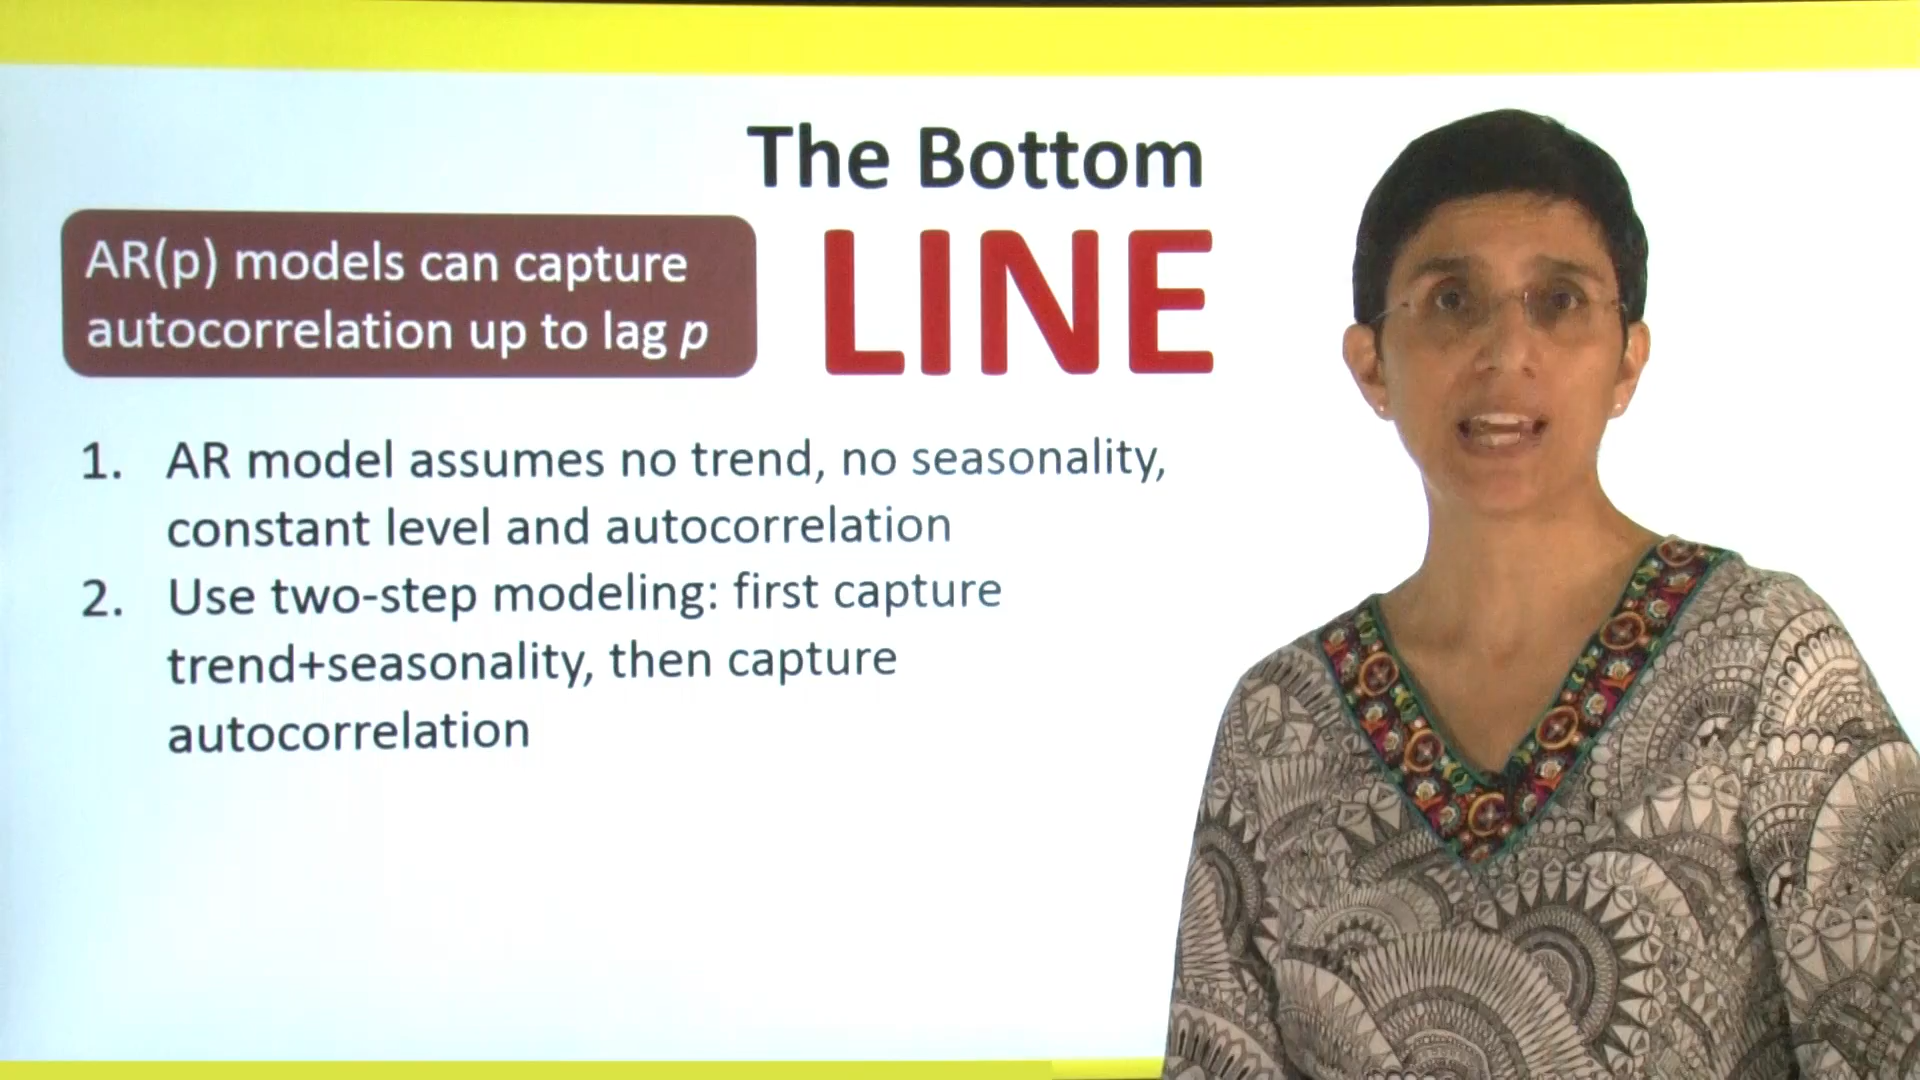 The Bottom
LINE
AR(p) models can capture
autocorrelation up to lag p
1. AR model assumes no trend, no seasonality,
constant level and autocorrelation
2. Use two-step modeling: first capture
trend+seasonality, then capture
autocorrelation